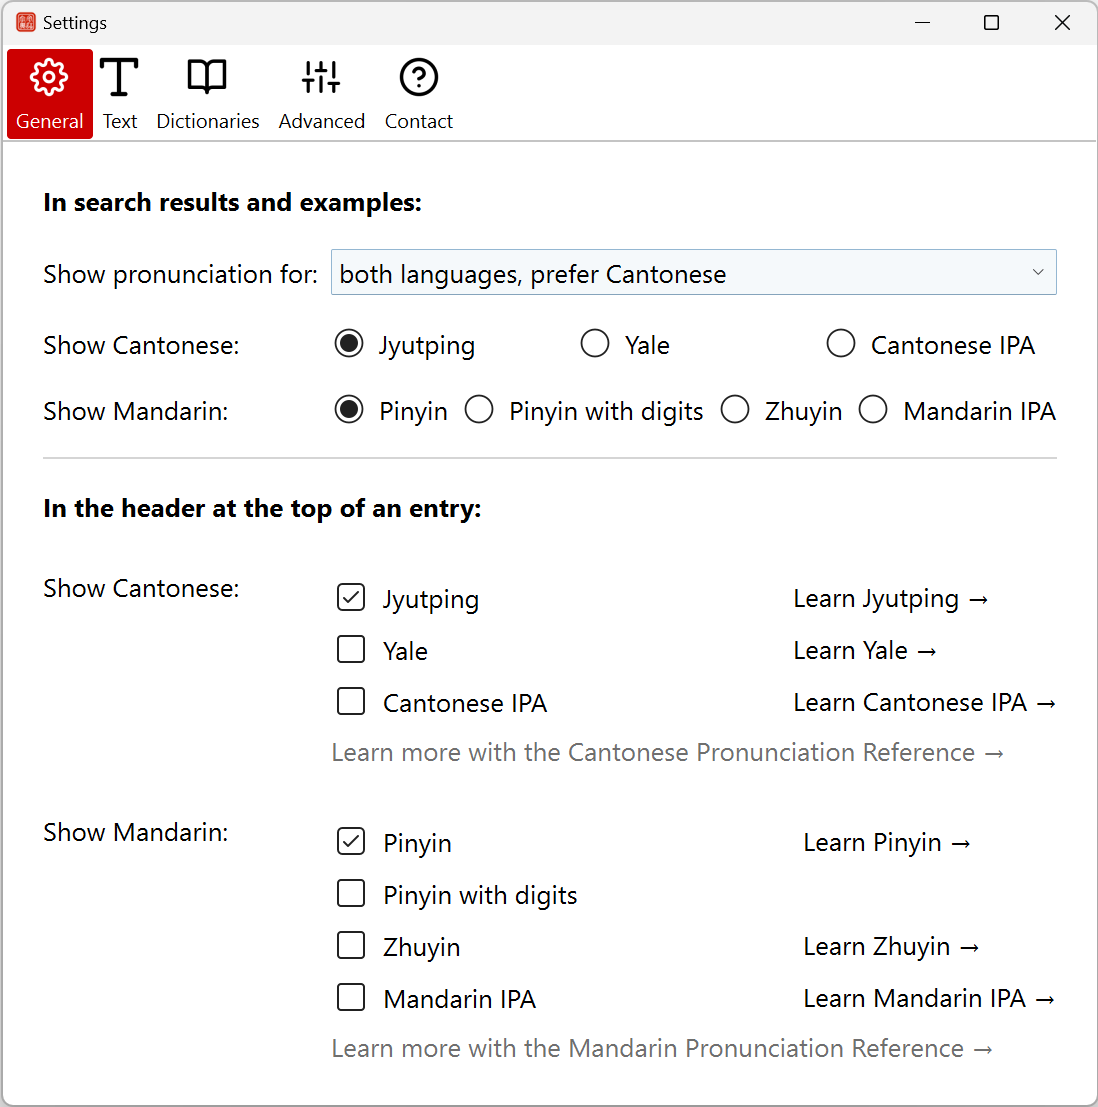 Settings
General Text Dictionaries Advanced Contact
In search results and examples:
Show pronunciation for: both languages, prefer Cantonese
Show Cantonese: Jyutping Yale Cantonese IPA
Show Mandarin: Pinyin Pinyin with digits Zhuyin Mandarin IPA
In the header at the top of an entry:
Show Cantonese: Jyutping Learn Jyutping →
Yale Learn Yale →
Cantonese IPA Learn Cantonese IPA →
Learn more with the Cantonese Pronunciation Reference →
Show Mandarin: Pinyin Learn Pinyin →
Pinyin with digits
Zhuyin Learn Zhuyin →
Mandarin IPA Learn Mandarin IPA →
Learn more with the Mandarin Pronunciation Reference →